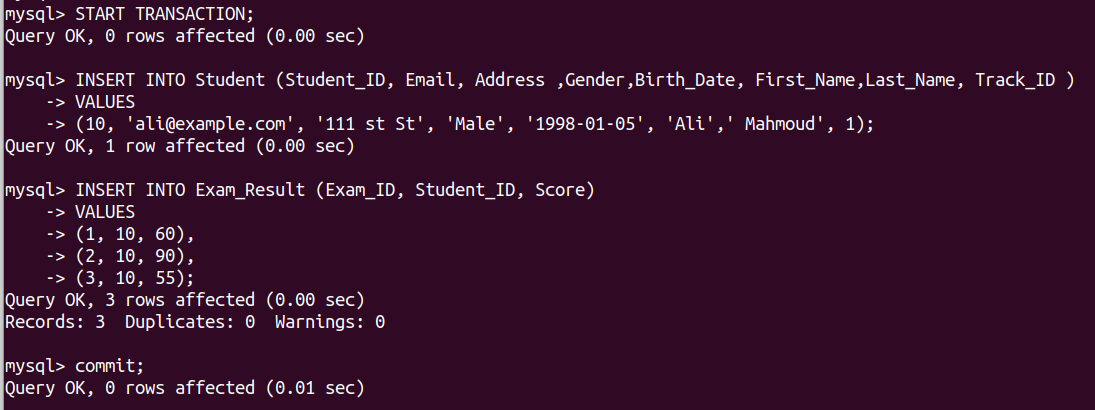 mysql> START TRANSACTION;
Query OK, 0 rows affected (0.00 sec)
mysql> INSERT INTO Student (Student_ID, Email, Address ,Gender,Birth_Date, First_Name,Last_Name, Track_ID )
    -> VALUES
    -> (10, 'ali@example.com', '111 st St', 'Male', '1998-01-05', 'Ali',' Mahmoud', 1);
Query OK, 1 row affected (0.00 sec)
mysql> INSERT INTO Exam_Result (Exam_ID, Student_ID, Score)
    -> VALUES
    -> (1, 10, 60),
    -> (2, 10, 90),
    -> (3, 10, 55);
Query OK, 3 rows affected (0.00 sec)
Records: 3  Duplicates: 0  Warnings: 0
mysql> commit;
Query OK, 0 rows affected (0.01 sec)